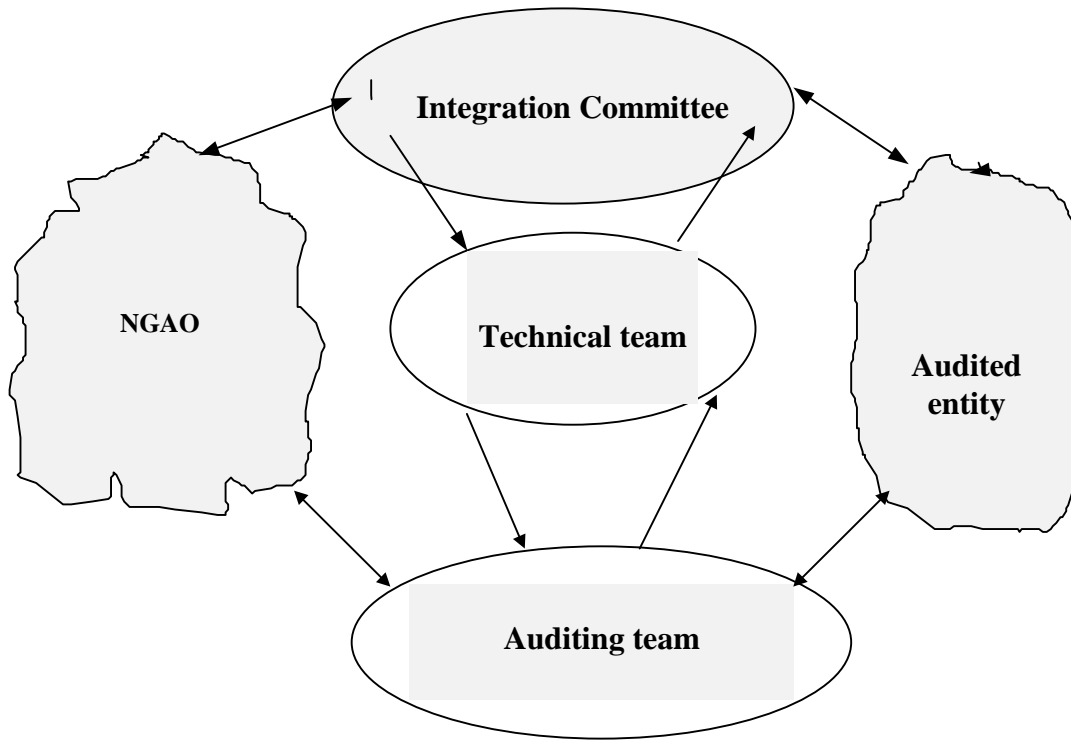 Integration Committee
NGAO
Technical team
Audited
entity
Auditing team